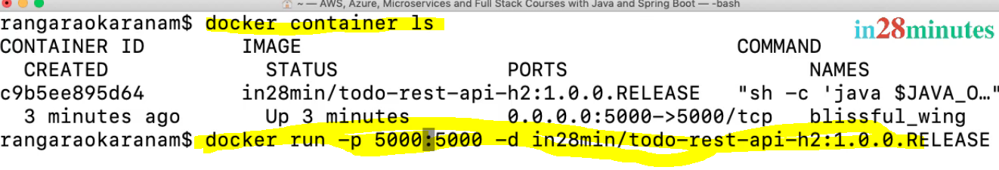 ~ — AWS, Azure, Microservices and Full Stack Courses with Java and Spring Boot — -bash
rangaraokaranam$ docker container ls
in28minutes
CONTAINER ID IMAGE COMMAND
CREATED STATUS PORTS NAMES
c9b5ee895d64 in28min/todo-rest-api-h2:1.0.0.RELEASE "sh -c 'java $JAVA_O…"
3 minutes ago Up 3 minutes 0.0.0.0:5000->5000/tcp blissful_wing
rangaraokaranam$ docker run -p 5000:5000 -d in28min/todo-rest-api-h2:1.0.0.RELEASE